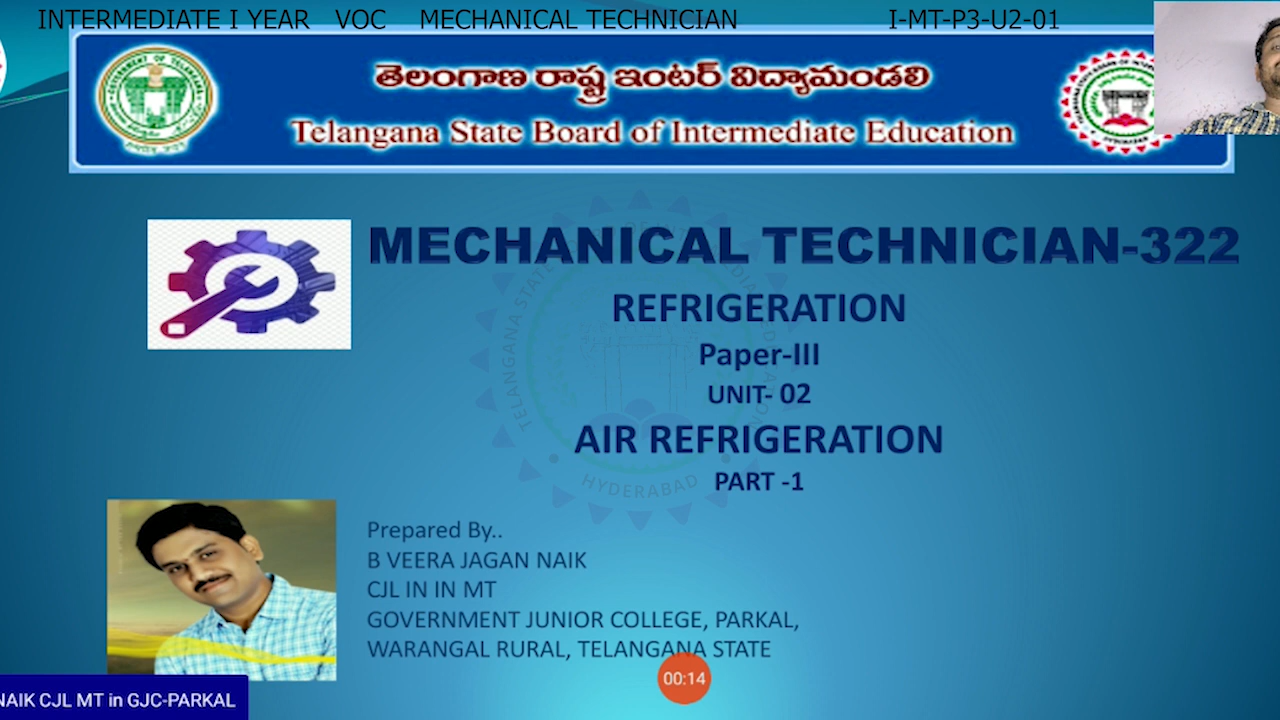 INTERMEDIATE I YEAR VOC MECHANICAL TECHNICIAN I-MT-P3-U2-01
తెలంగాణ రాష్ట్ర ఇంటర్ విద్యామండలి
Telangana State Board of Intermediate Education
MECHANICAL TECHNICIAN-322
REFRIGERATION
Paper-III
UNIT- 02
AIR REFRIGERATION
PART -1
HYDERABAD
Prepared By..
B VEERA JAGAN NAIK
CJL IN IN MT
GOVERNMENT JUNIOR COLLEGE, PARKAL,
WARANGAL RURAL, TELANGANA STATE
00:14
NAIK CJL MT in GJC-PARKAL